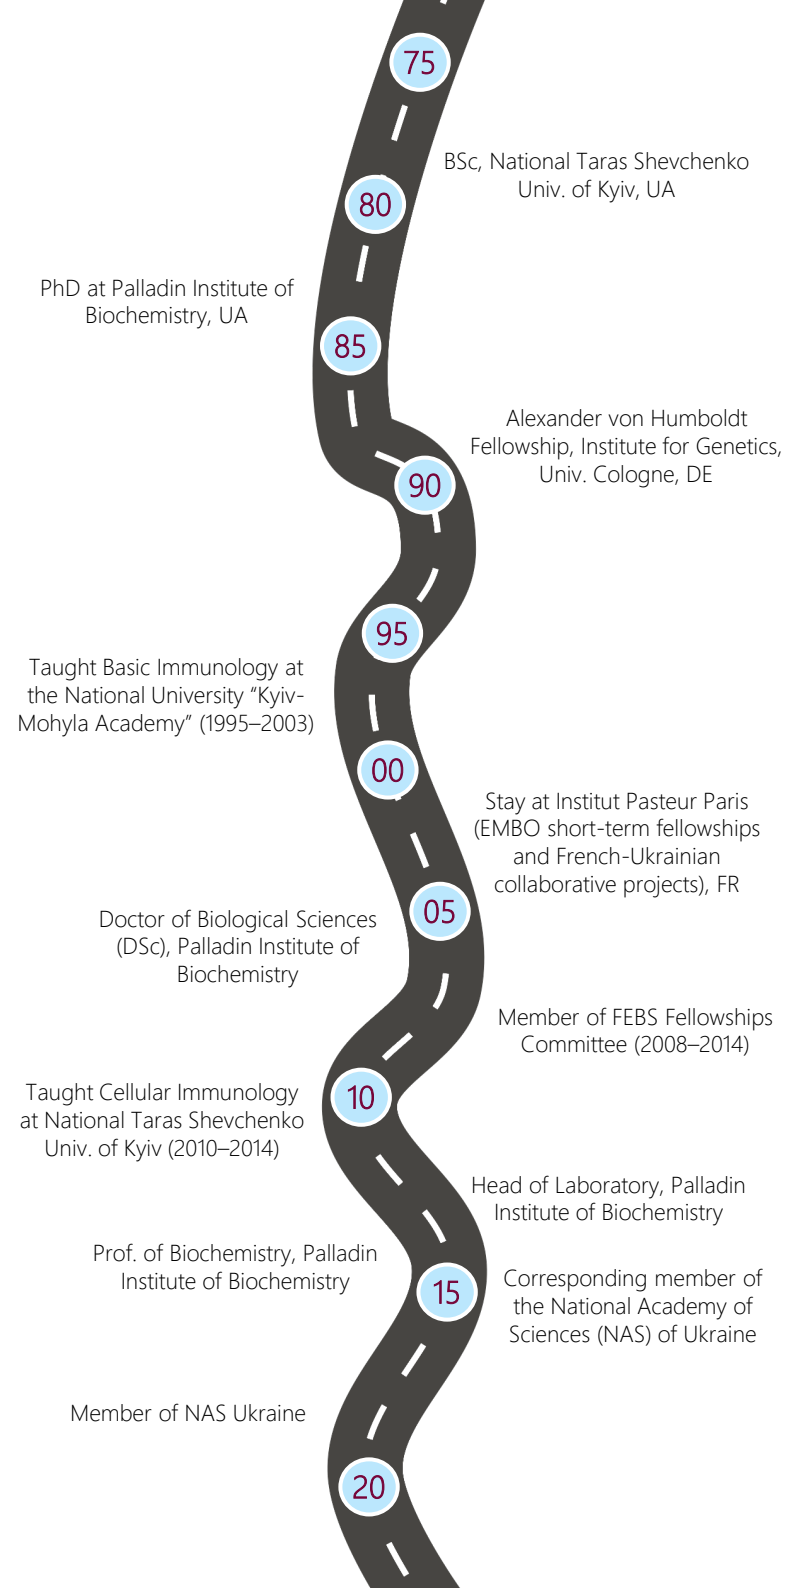 75
BSc, National Taras Shevchenko
Univ. of Kyiv, UA
80
PhD at Palladin Institute of
Biochemistry, UA
85
Alexander von Humboldt
Fellowship, Institute for Genetics,
Univ. Cologne, DE
90
95
Taught Basic Immunology at
the National University “Kyiv-
Mohyla Academy” (1995–2003)
00
Stay at Institut Pasteur Paris
(EMBO short-term fellowships
and French-Ukrainian
collaborative projects), FR
05
Doctor of Biological Sciences
(DSc), Palladin Institute of
Biochemistry
Member of FEBS Fellowships
Committee (2008–2014)
10
Taught Cellular Immunology
at National Taras Shevchenko
Univ. of Kyiv (2010–2014)
Head of Laboratory, Palladin
Institute of Biochemistry
Prof. of Biochemistry, Palladin
Institute of Biochemistry
15
Corresponding member of
the National Academy of
Sciences (NAS) of Ukraine
Member of NAS Ukraine
20